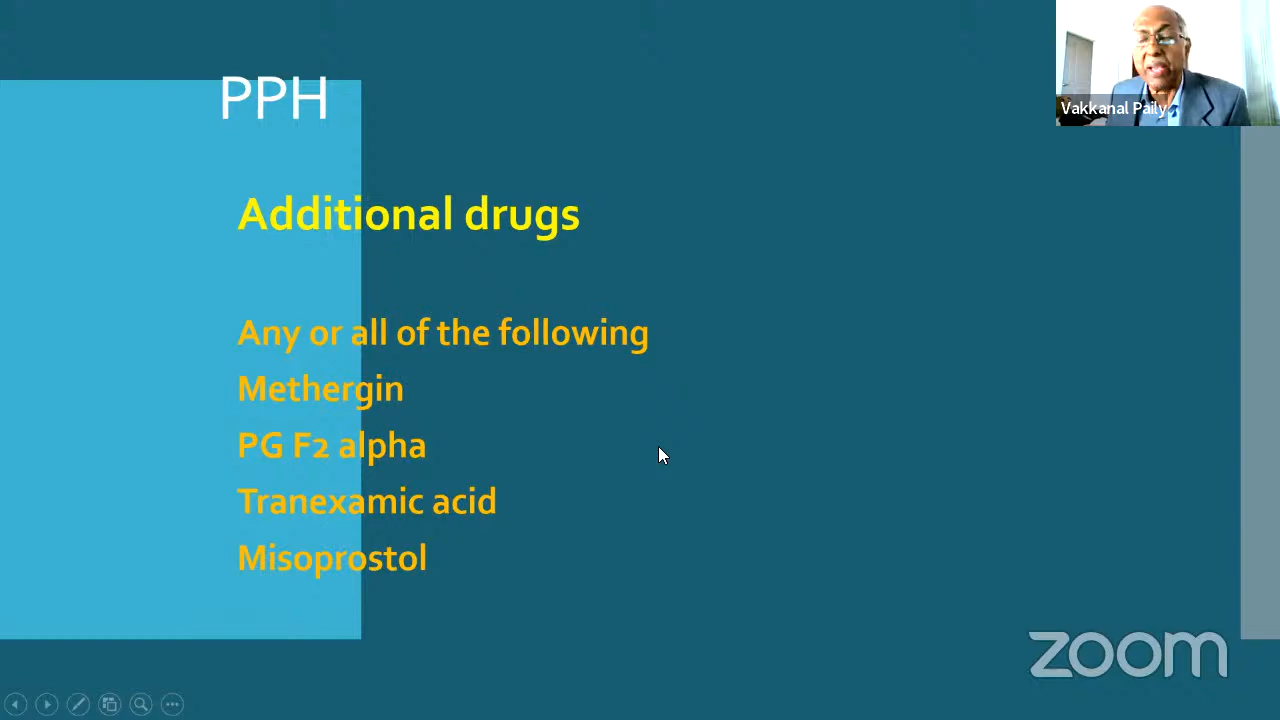 PPH
Vakkanal Paily
Additional drugs
Any or all of the following
Methergin
PG F2 alpha
Tranexamic acid
Misoprostol
zoom